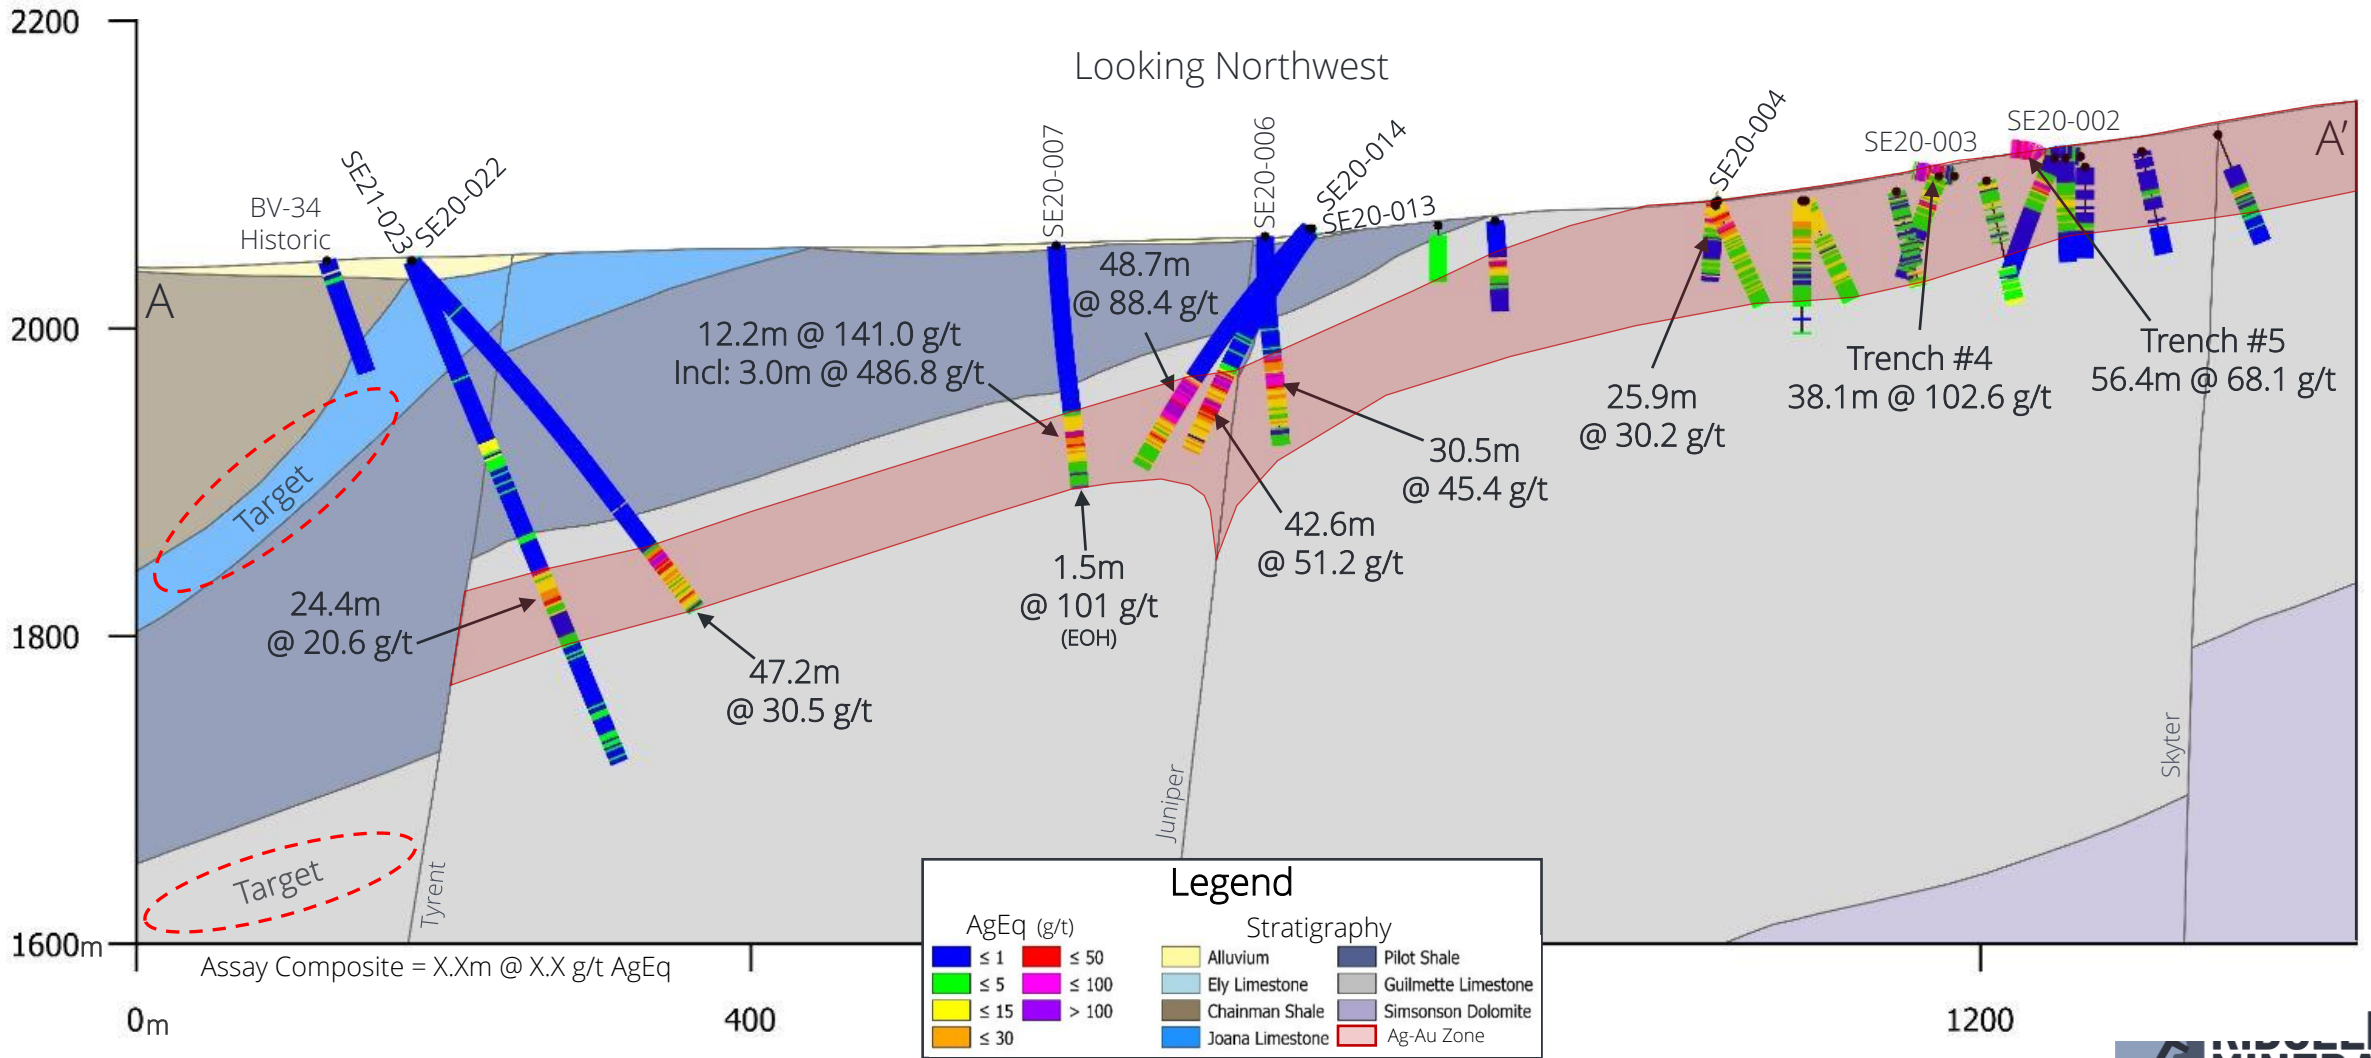 2200
Looking Northwest
SE20-004
SE20-003
SE20-002
A'
SE20-007
SE20-006
SE20-014
SE20-013
SE21-023
SE20-022
BV-34
Historic
A
48.7m
@ 88.4 g/t
2000
12.2m @ 141.0 g/t
Incl: 3.0m @ 486.8 g/t
Trench #4
38.1m @ 102.6 g/t
Trench #5
56.4m @ 68.1 g/t
25.9m
@ 30.2 g/t
30.5m
@ 45.4 g/t
Target
42.6m
@ 51.2 g/t
1.5m
@ 101 g/t
(EOH)
24.4m
@ 20.6 g/t
1800
47.2m
@ 30.5 g/t
Skyter
Juniper
Tyrent
Target
1600m
Assay Composite = X.Xm @ X.X g/t AgEq
0m
400
1200
Legend
AgEq (g/t)
≤ 1
≤ 5
≤ 15
≤ 30
≤ 50
≤ 100
> 100
Stratigraphy
Alluvium
Ely Limestone
Chainman Shale
Joana Limestone
Pilot Shale
Guilmette Limestone
Simsonson Dolomite
Ag-Au Zone